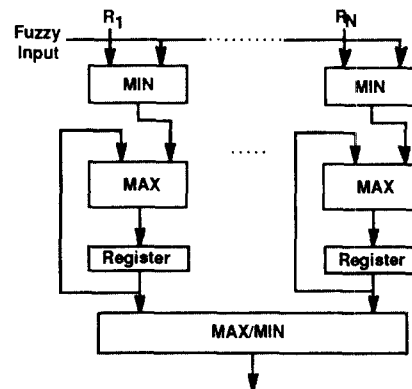 R1 RN
Fuzzy
Input
MIN MIN
MAX MAX
Register Register
MAX/MIN